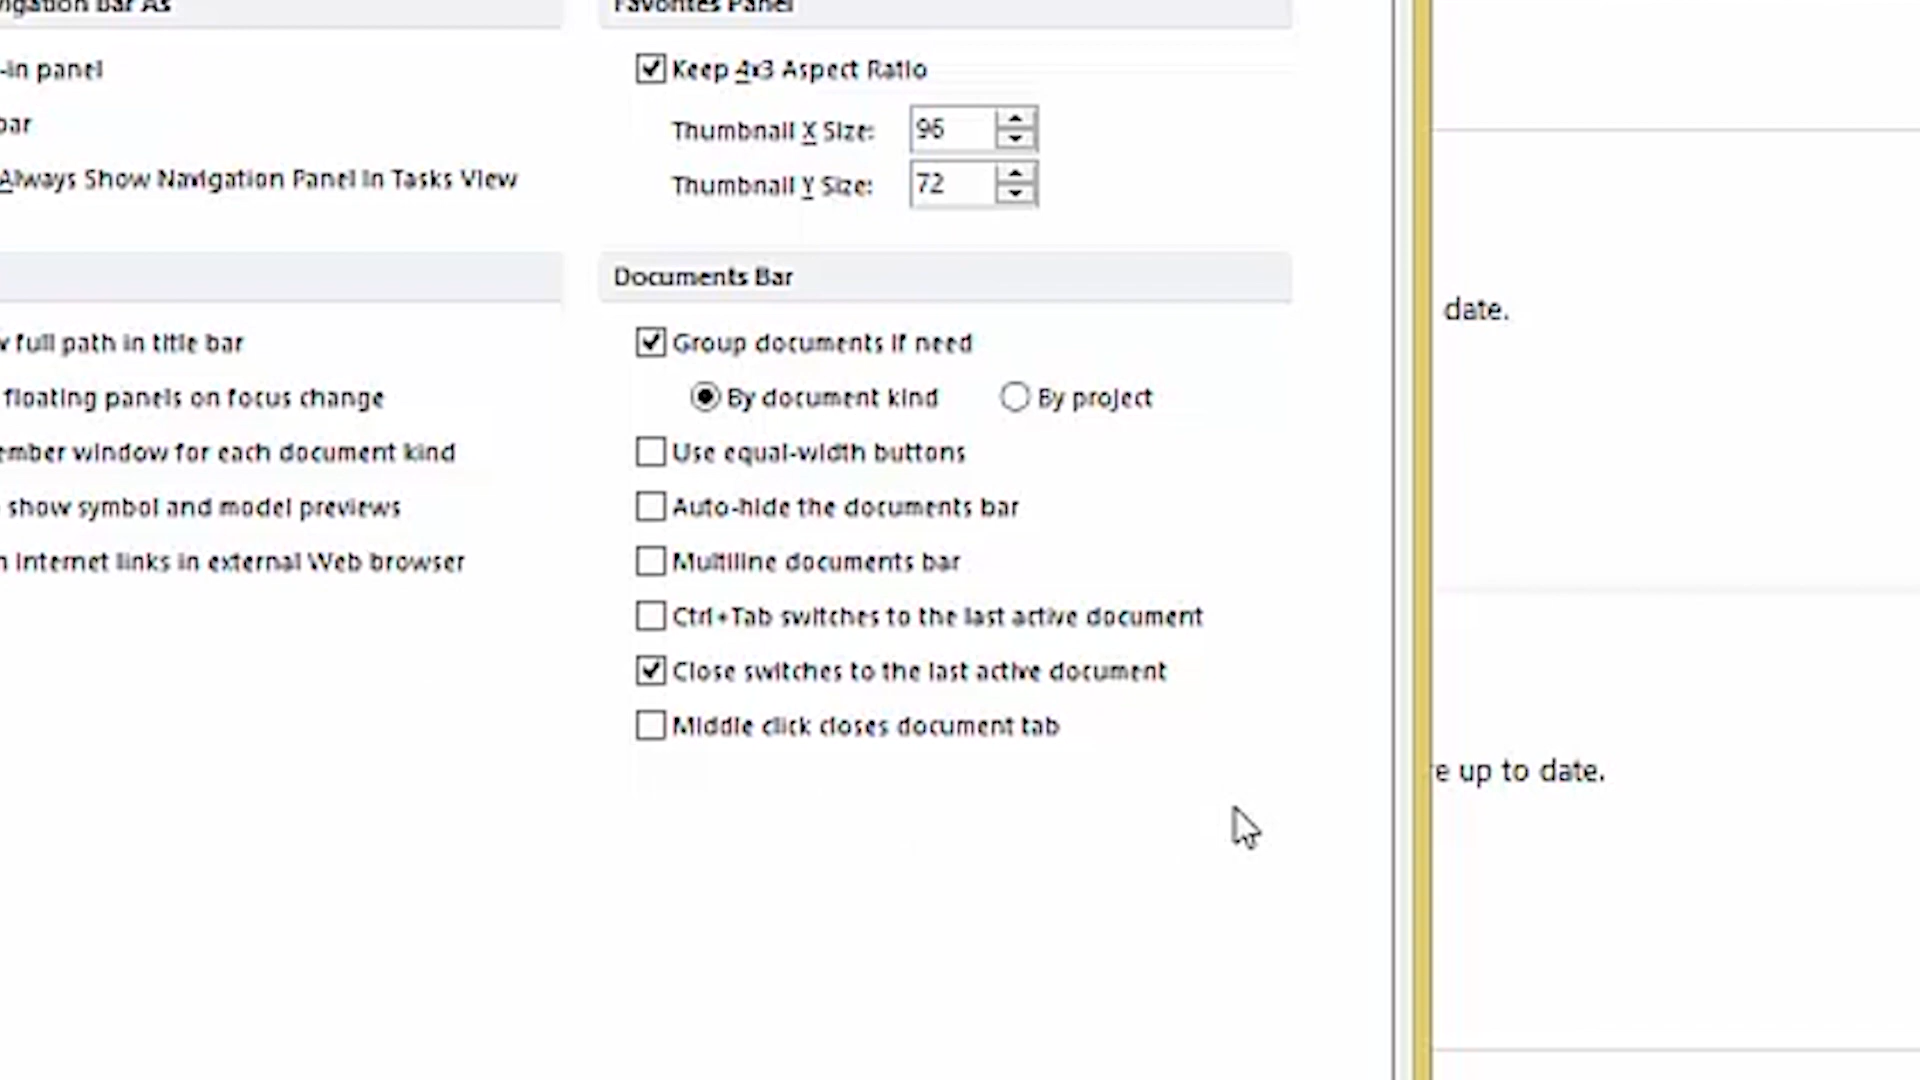 vigation Bar As
-in panel
bar
Always Show Navigation Panel In Tasks View
full path in title bar
floating panels on focus change
ember window for each document kind
show symbol and model previews
Internet links in external Web browser
Favorites Panel
Keep 4x3 Aspect Ratio
Thumbnail X Size: 96
Thumbnail Y Size: 72
Documents Bar
Group documents if need
By document kind By project
Use equal-width buttons
Auto-hide the documents bar
Multiline documents bar
Ctrl+Tab switches to the last active document
Close switches to the last active document
Middle click closes document tab
date.
e up to date.